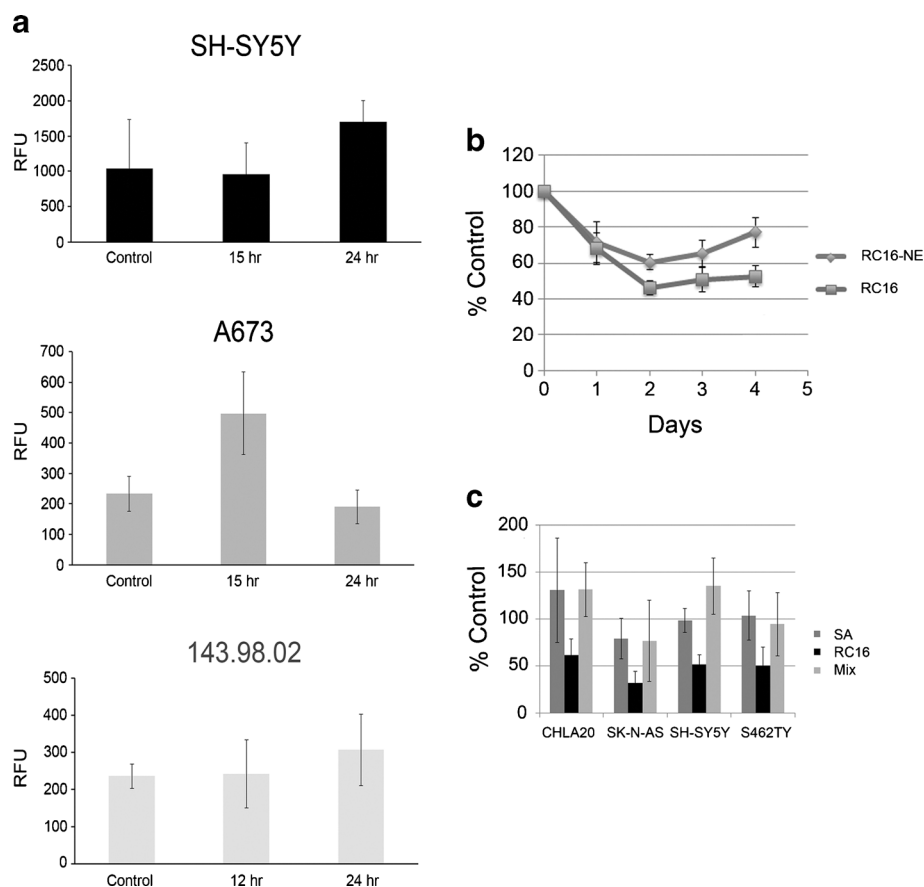 a
SH-SY5Y
2500
2000
1500
1000
500
0
RFU
Control 15 hr 24 hr
A673
700
600
500
400
300
200
100
0
RFU
Control 15 hr 24 hr
143.98.02
500
400
300
200
100
0
RFU
Control 12 hr 24 hr
b
120
100
80
60
40
20
0
% Control
0 1 2 3 4 5
Days
RC16-NE
RC16
c
200
150
100
50
0
% Control
CHLA20 SK-N-AS SH-SY5Y S462TY
SA
RC16
Mix